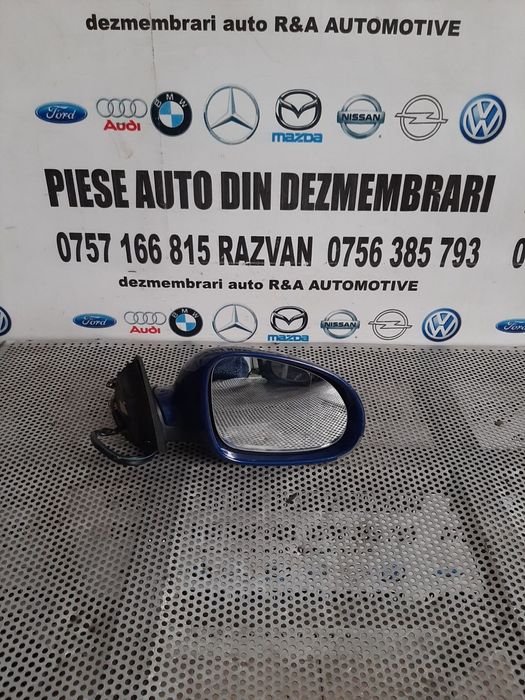 dezmembrari auto R&A AUTOMOTIVE
Ford Audi BMW mazda NISSAN
PIESE AUTO DIN DEZMEMBRARI
0757 166 815 RAZVAN 0756 385 793 0
dezmembrari auto R&A AUTOMOTIVE
Ford Audi mazda NISSAN